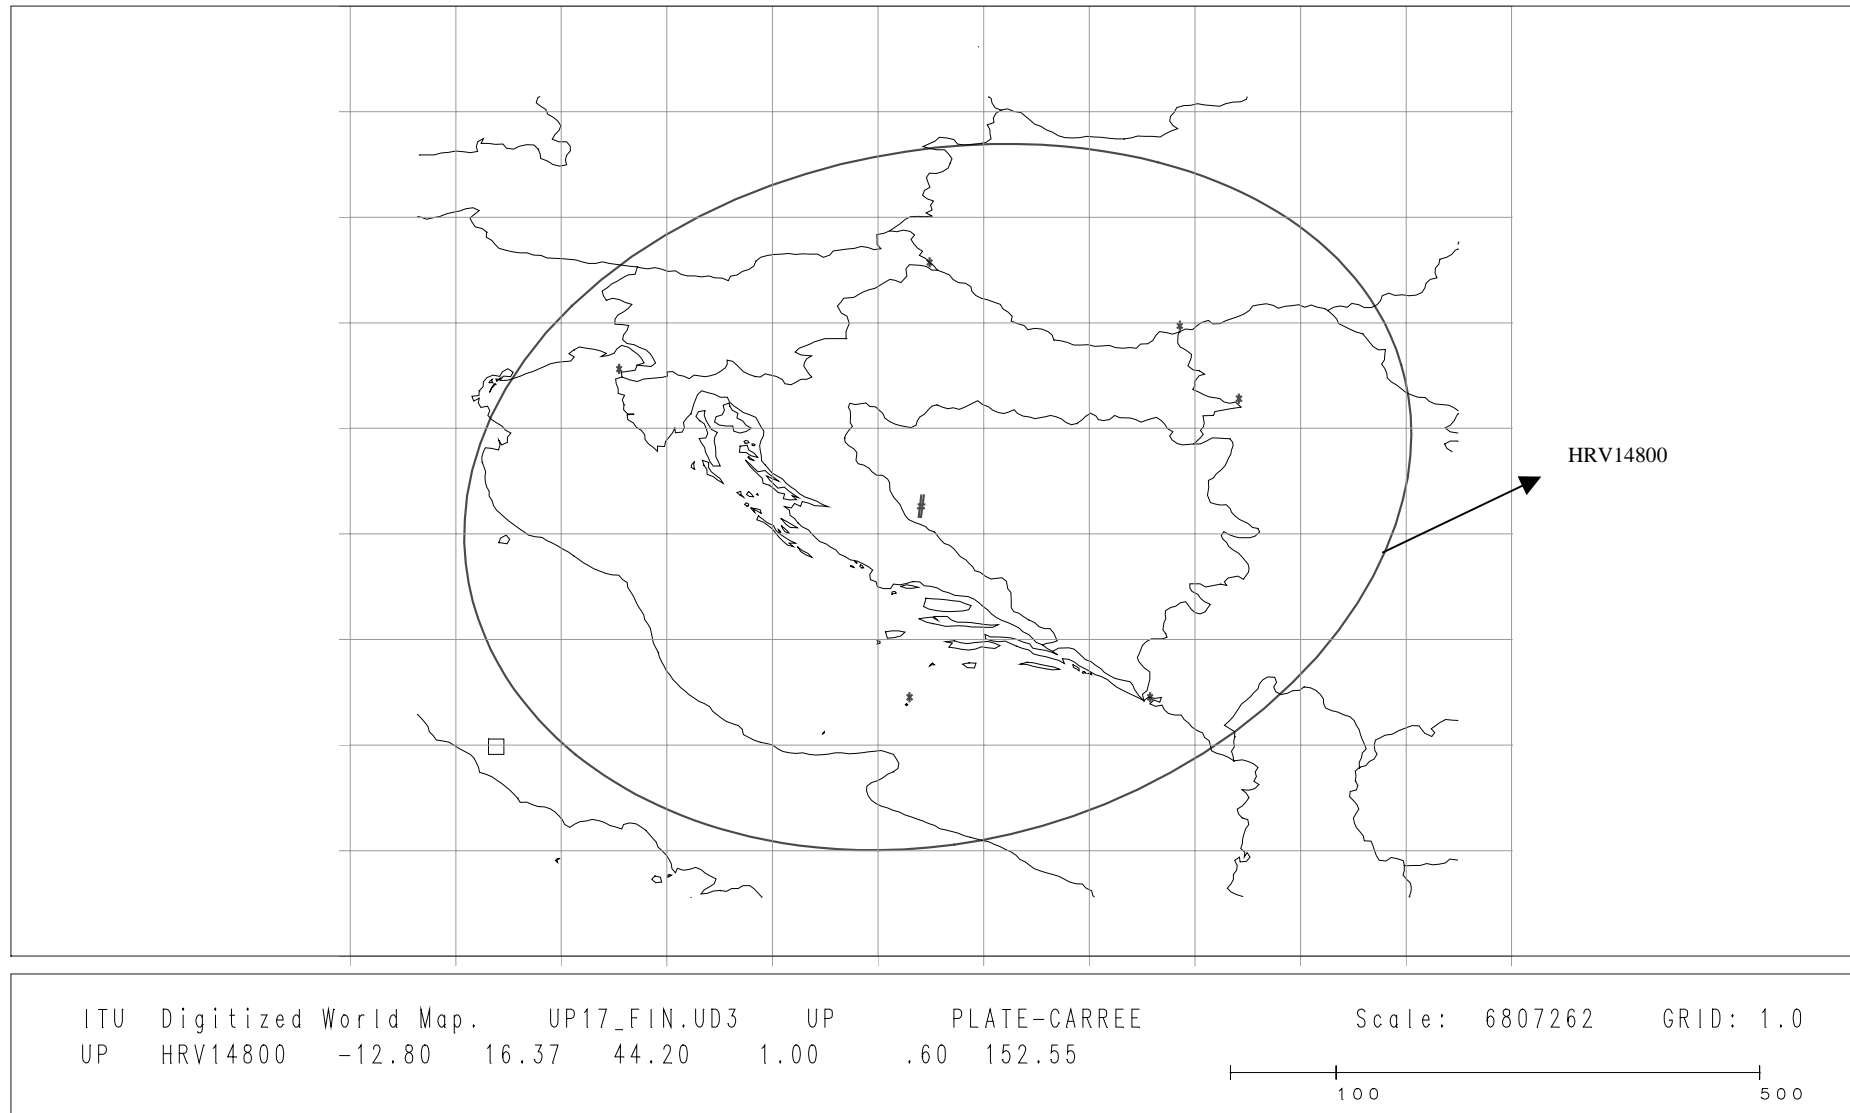 HRV14800
ITU Digitized World Map. UP17_FIN.UD3 UP PLATE-CARREE Scale: 6807262 GRID: 1.0
UP HRV14800 -12.80 16.37 44.20 1.00 .60 152.55
100 500